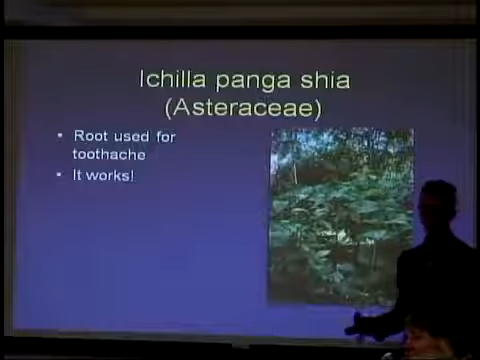 Ichilla panga shia
(Asteraceae)
• Root used for
toothache
• It works!